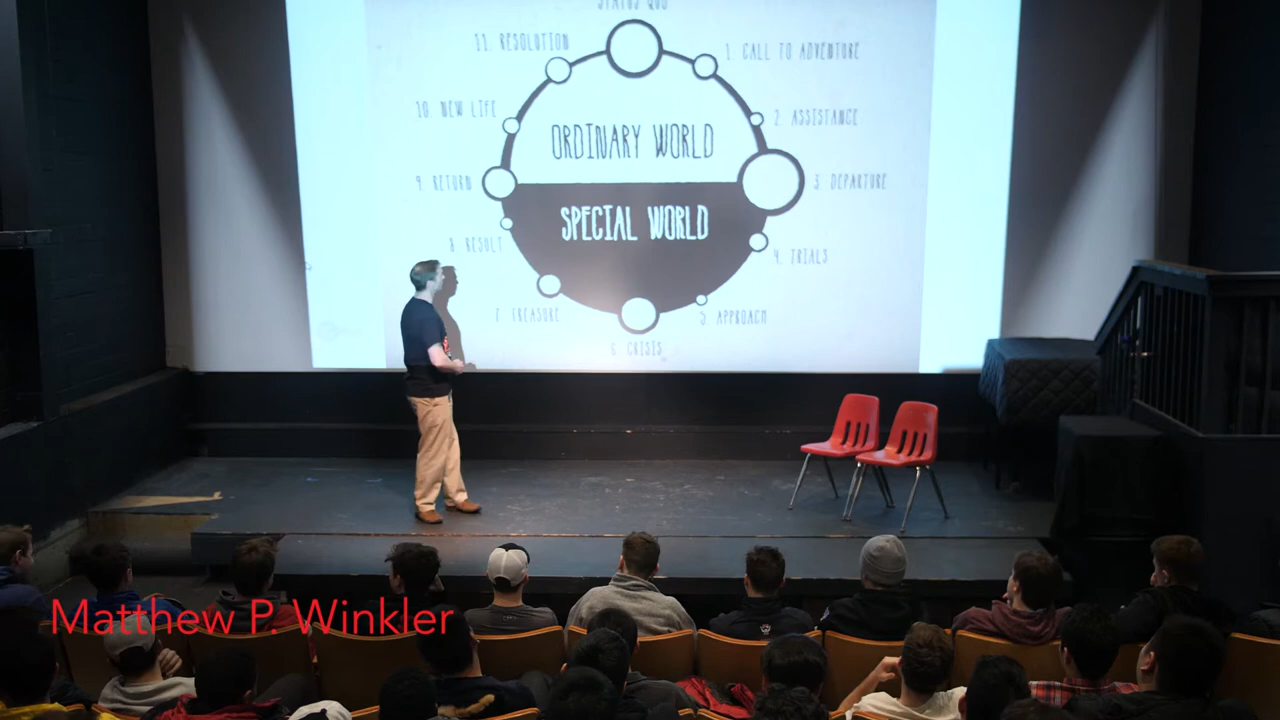 STATUS QUO
11. RESOLUTION
1. CALL TO ADVENTURE
10. NEW LIFE
2. ASSISTANCE
ORDINARY WORLD
9. RETURN
3. DEPARTURE
SPECIAL WORLD
8. RESULT
4. TRIALS
7. TREASURE
5. APPROACH
6. CRISIS
Matthew P. Winkler